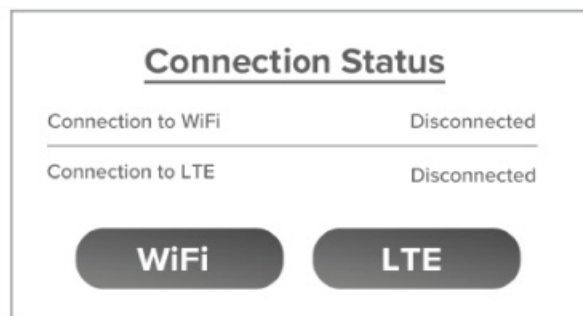 Connection Status
Connection to WiFi Disconnected
Connection to LTE Disconnected
WiFi LTE